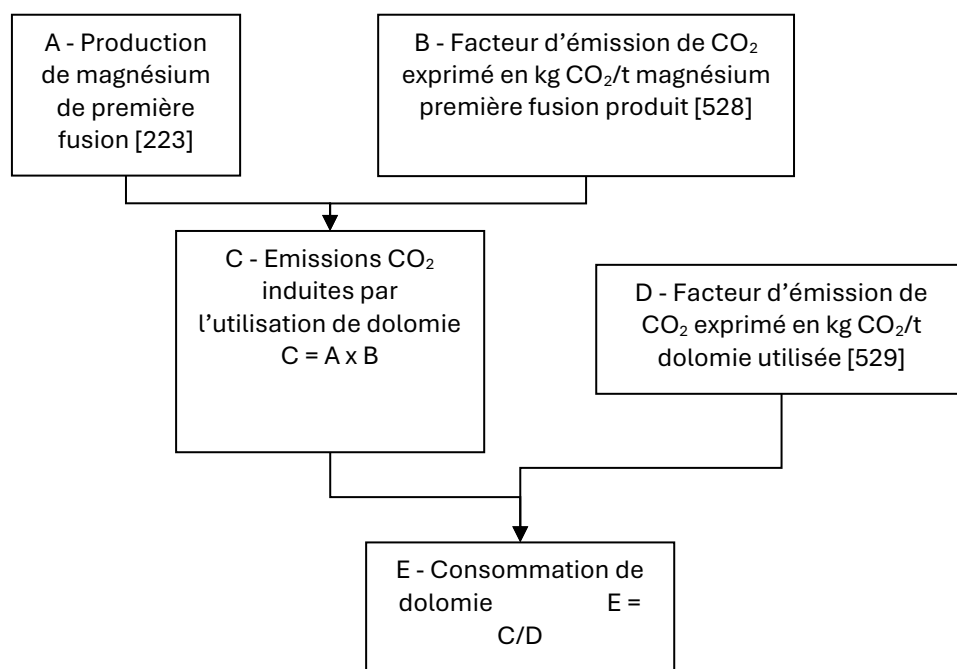 A - Production
de magnésium
de première
fusion [223]
B - Facteur d’émission de CO₂
exprimé en kg CO₂/t magnésium
première fusion produit [528]
C - Emissions CO₂
induites par
l’utilisation de dolomie
C = A x B
D - Facteur d’émission de
CO₂ exprimé en kg CO₂/t
dolomie utilisée [529]
E - Consommation de
dolomie E =
C/D